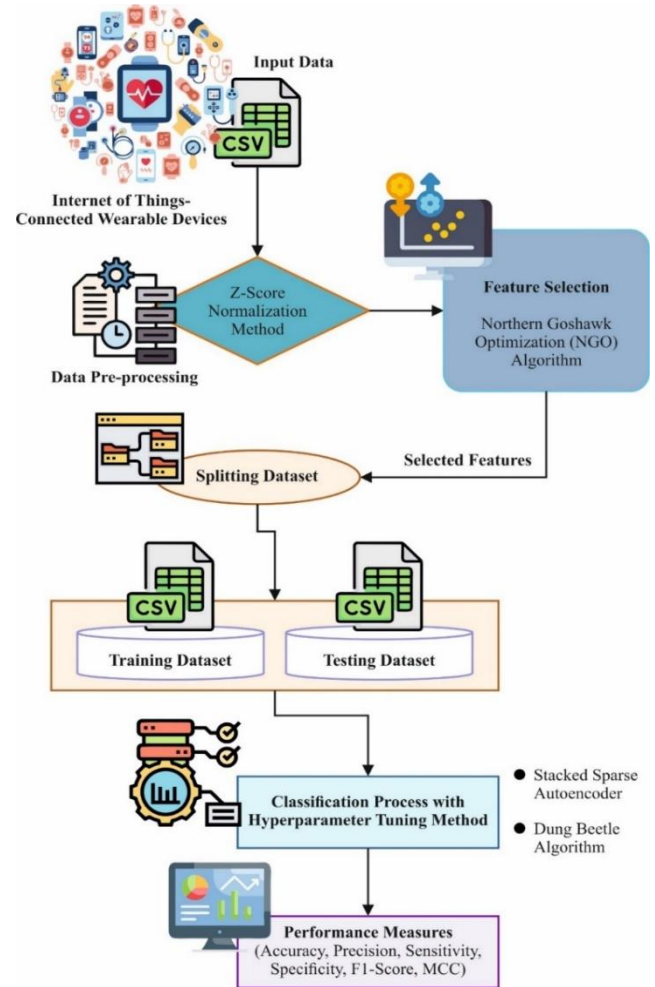 Input Data
CSV
Internet of Things-
Connected Wearable Devices
Z-Score
Normalization
Method
Data Pre-processing
Feature Selection
Northern Goshawk
Optimization (NGO)
Algorithm
Selected Features
Splitting Dataset
CSV
CSV
Training Dataset
Testing Dataset
Classification Process with
Hyperparameter Tuning Method
Stacked Sparse
Autoencoder
Dung Beetle
Algorithm
Performance Measures
(Accuracy, Precision, Sensitivity,
Specificity, F1-Score, MCC)